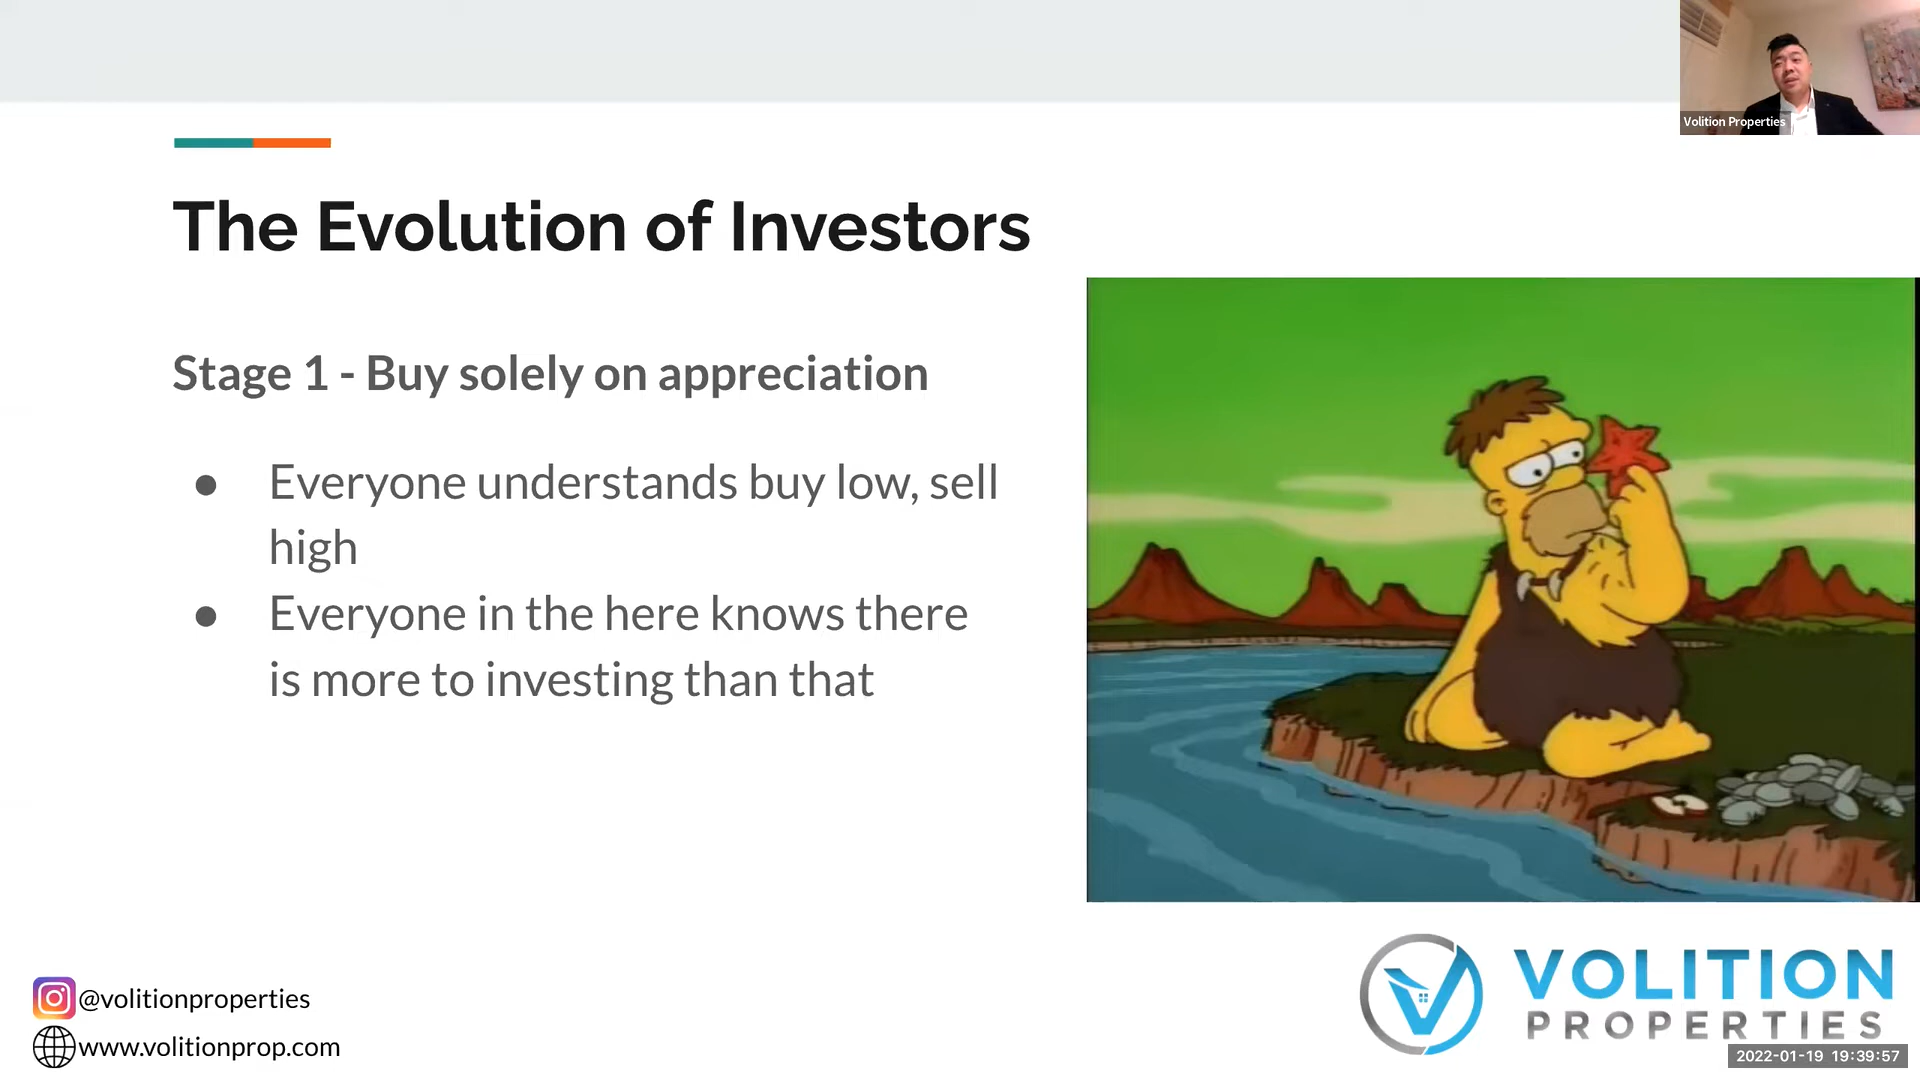 Volition Properties
The Evolution of Investors
Stage 1 - Buy solely on appreciation
● Everyone understands buy low, sell
high
● Everyone in the here knows there
is more to investing than that
@volitionproperties
www.volitionprop.com
VOLITION
PROPERTIES
2022-01-19 19:39:57